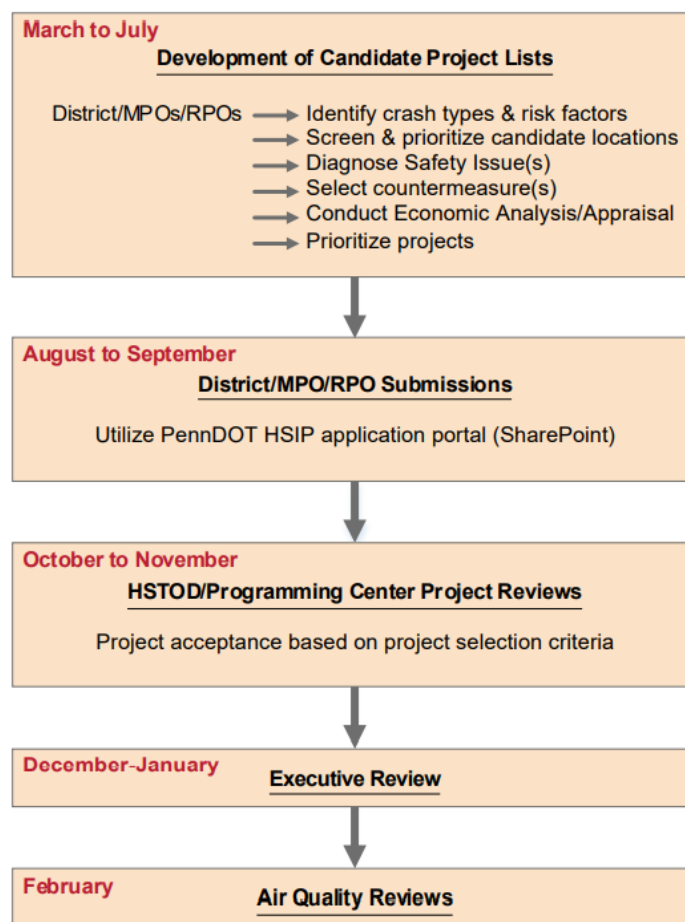 March to July
Development of Candidate Project Lists
District/MPOs/RPOs Identify crash types & risk factors
Screen & prioritize candidate locations
Diagnose Safety Issue(s)
Select countermeasure(s)
Conduct Economic Analysis/Appraisal
Prioritize projects
August to September
District/MPO/RPO Submissions
Utilize PennDOT HSIP application portal (SharePoint)
October to November
HSTOD/Programming Center Project Reviews
Project acceptance based on project selection criteria
December-January
Executive Review
February
Air Quality Reviews